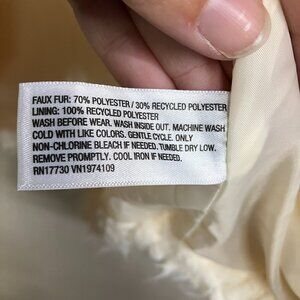 FAUX FUR: 70% POLYESTER / 30% RECYCLED POLYESTER
LINING: 100% RECYCLED POLYESTER
WASH BEFORE WEAR. WASH INSIDE OUT. MACHINE WASH
COLD WITH LIKE COLORS. GENTLE CYCLE. ONLY
NON-CHLORINE BLEACH IF NEEDED. TUMBLE DRY LOW.
REMOVE PROMPTLY. COOL IRON IF NEEDED.
RN17730 VN1974109